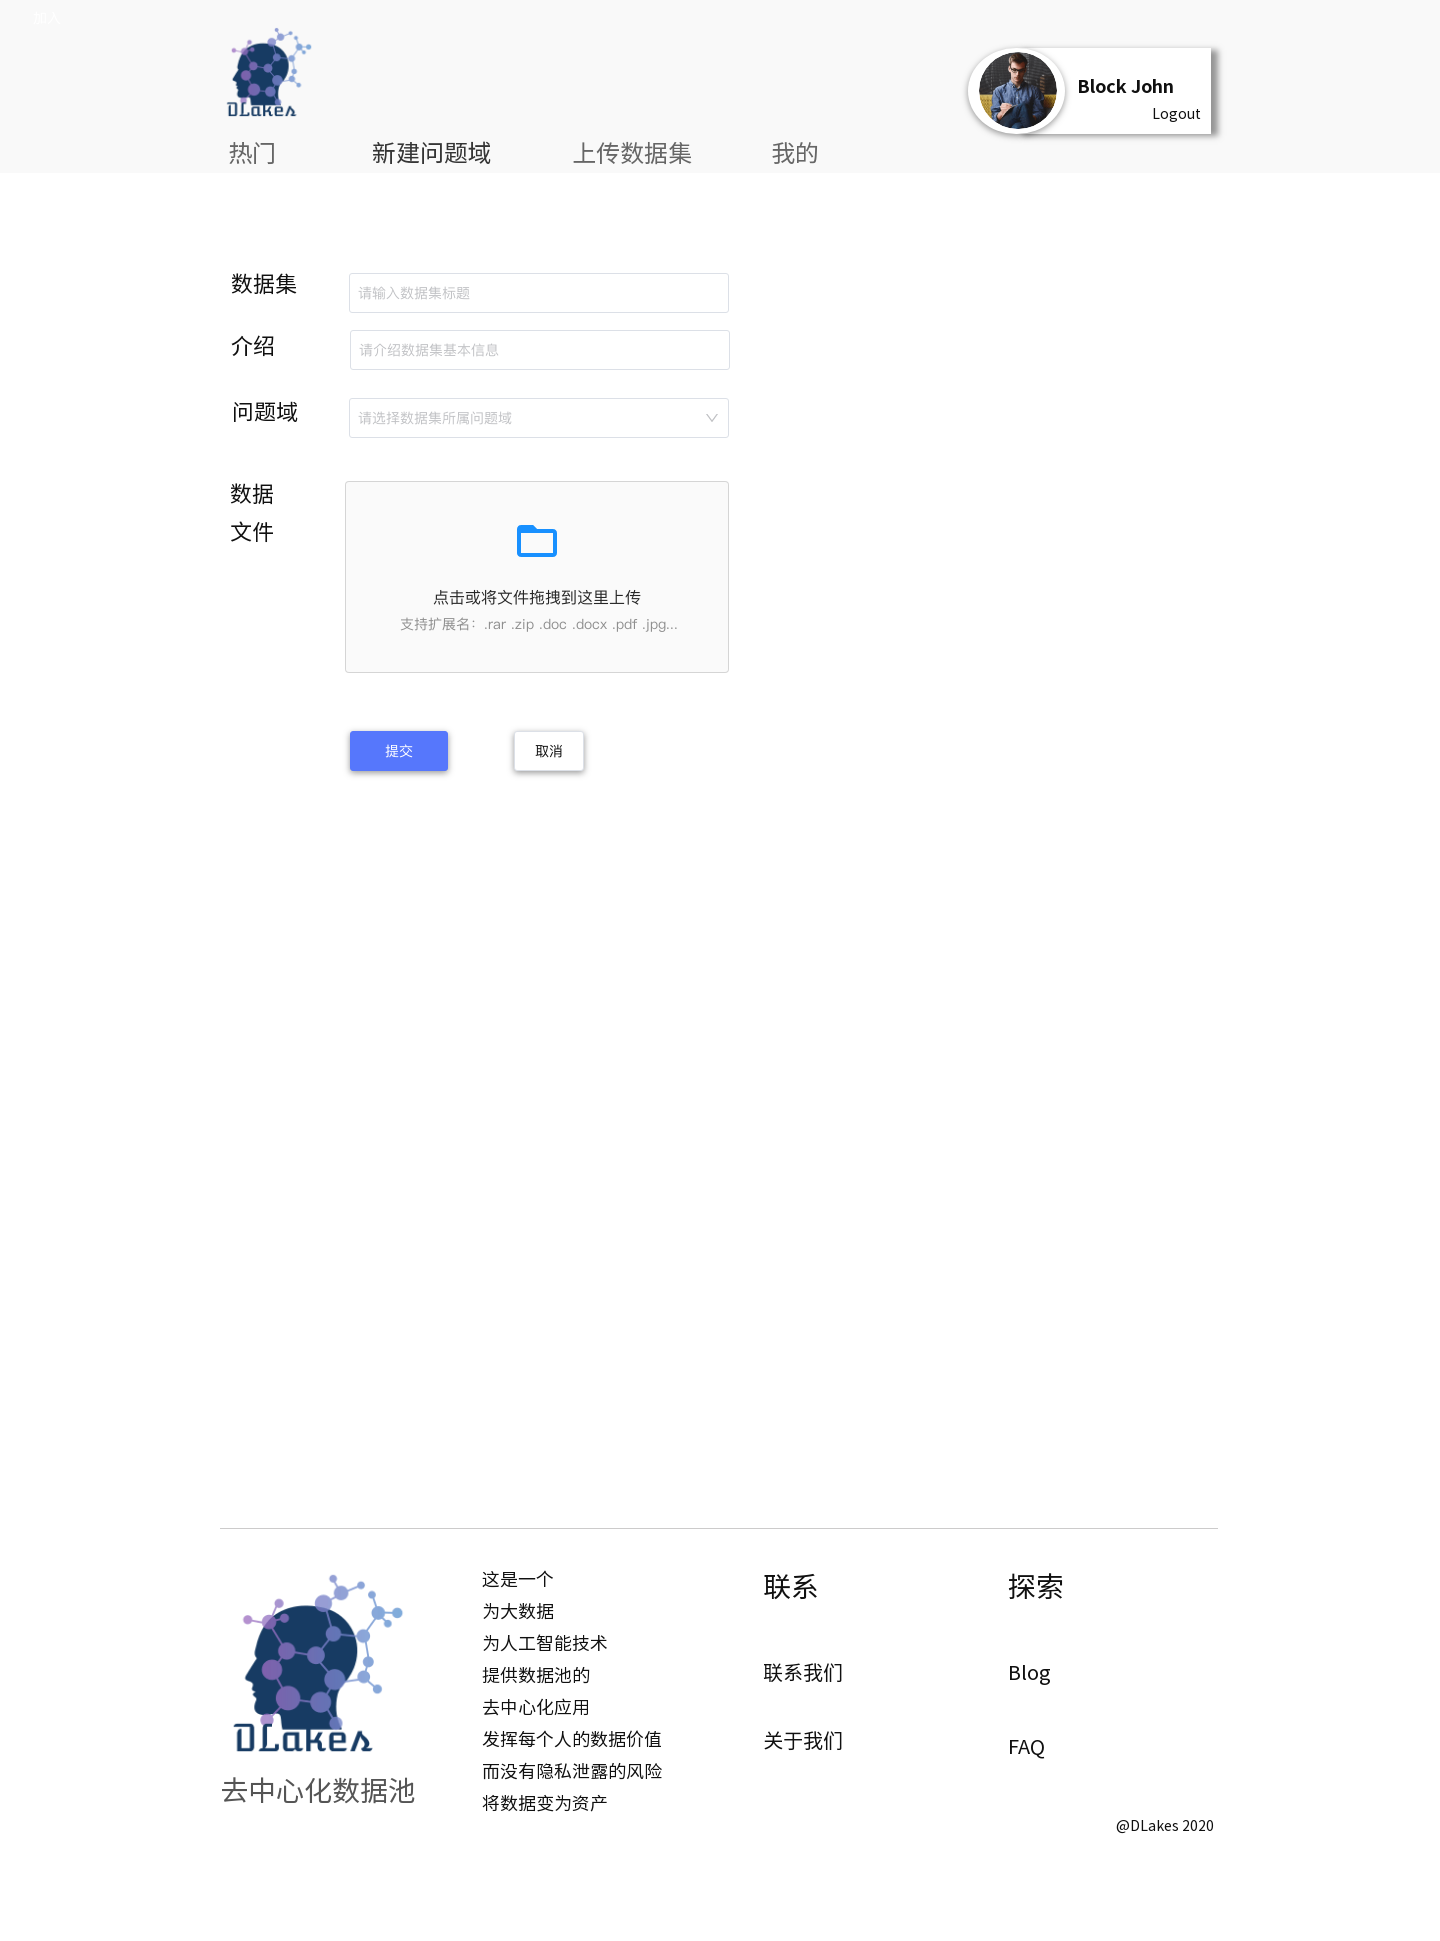 加入
DLakes
Block John
Logout
热门 新建问题域 上传数据集 我的
数据集 请输入数据集标题
介绍 请介绍数据集基本信息
问题域 请选择数据集所属问题域
数据
文件
点击或将文件拖拽到这里上传
支持扩展名：.rar .zip .doc .docx .pdf .jpg...
提交 取消
DLakes
去中心化数据池
这是一个
为大数据
为人工智能技术
提供数据池的
去中心化应用
发挥每个人的数据价值
而没有隐私泄露的风险
将数据变为资产
联系
联系我们
关于我们
探索
Blog
FAQ
@DLakes 2020